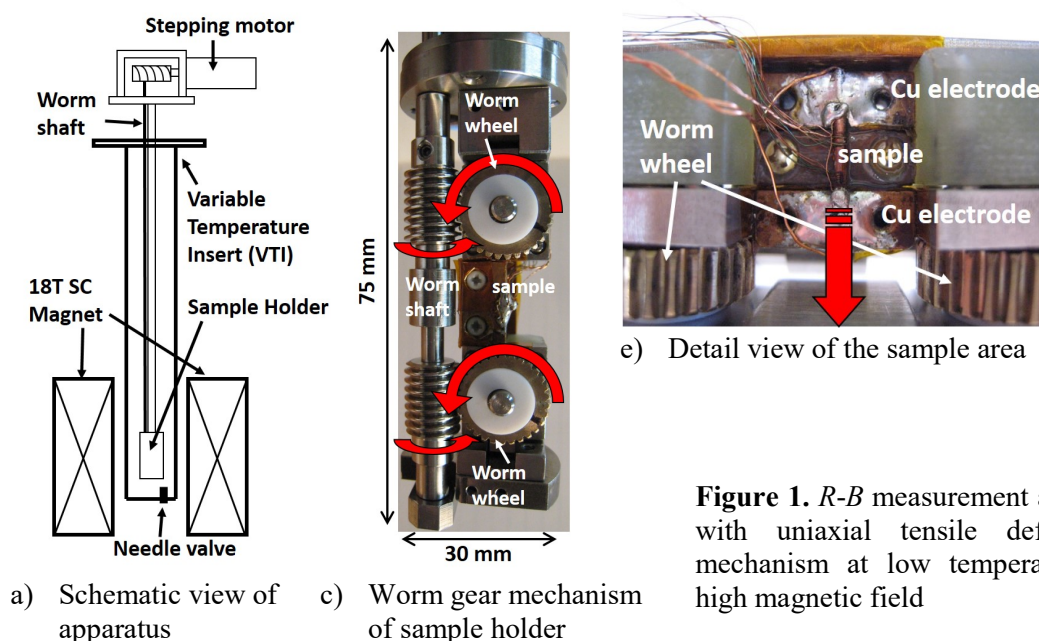 Stepping motor
Worm
shaft
Variable
Temperature
Insert (VTI)
18T SC
Magnet
Sample Holder
Needle valve
a) Schematic view of
apparatus
75 mm
Worm
wheel
Worm
shaft
sample
Worm
wheel
30 mm
c) Worm gear mechanism
of sample holder
Cu electrode
Worm
wheel
sample
Cu electrode
e) Detail view of the sample area
Figure 1. R-B measurement
with uniaxial tensile
mechanism at low
high magnetic field